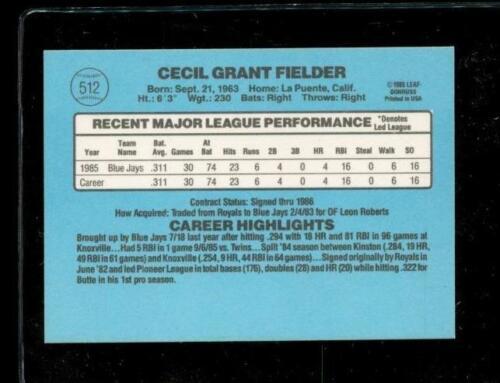 512
CECIL GRANT FIELDER
Born: Sept. 21, 1963 Home: La Puente, Calif.
Ht.: 6'3" Wgt.: 230 Bats: Right Throws: Right
© 1985 LEAF-
DONRUSS
Printed in USA
RECENT MAJOR LEAGUE PERFORMANCE
*Denotes
Led League
Year Team Name Bat. Avg. Games At Bat Hits Runs 2B 3B HR RBI Steal Walk SO
1985 Blue Jays .311 30 74 23 6 4 0 4 16 0 6 16
Career .311 30 74 23 6 4 0 4 16 0 6 16
Contract Status: Signed thru 1986
How Acquired: Traded from Royals to Blue Jays 2/4/83 for OF Leon Roberts
CAREER HIGHLIGHTS
Brought up by Blue Jays 7/18 last year after hitting .294 with 18 HR and 81 RBI in 96 games at
Knoxville... Had 5 RBI in 1 game 9/6/85 vs. Twins... Split '84 season between Kinston (.284, 19 HR,
49 RBI in 61 games) and Knoxville (.254, 9 HR, 44 RBI in 64 games)... Signed originally by Royals in
June '82 and led Pioneer League in total bases (176), doubles (28) and HR (20) while hitting .322 for
Butte in his 1st pro season.